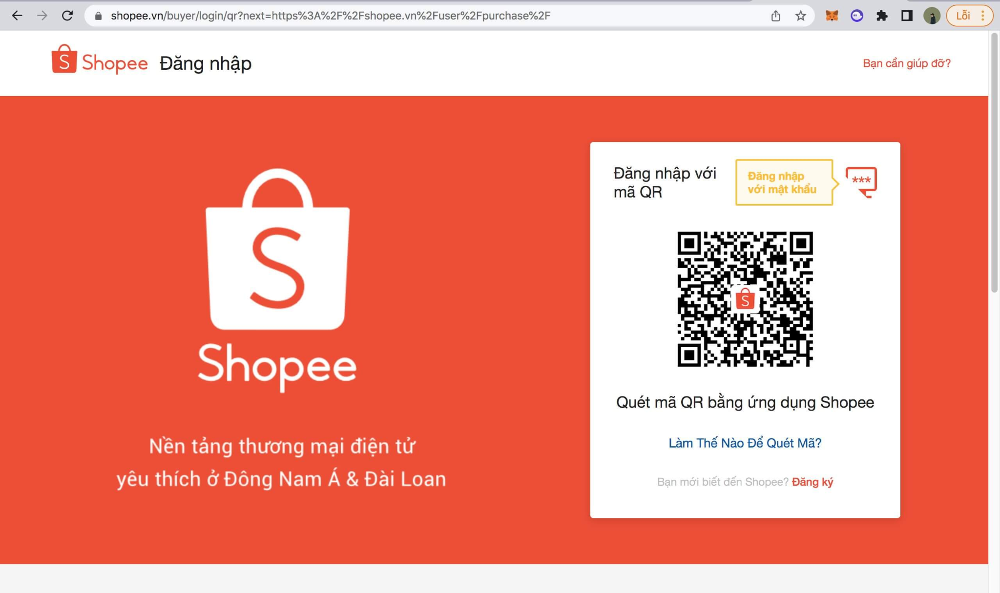 shopee.vn/buyer/login/qr?next=https%3A%2F%2Fshopee.vn%2Fuser%2Fpurchase%2F
Lỗi
S
Shopee
Đăng nhập
Bạn cần giúp đỡ?
S
Shopee
Nền tảng thương mại điện tử
yêu thích ở Đông Nam Á & Đài Loan
Đăng nhập với
mã QR
Đăng nhập
với mật khẩu
***
S
Quét mã QR bằng ứng dụng Shopee
Làm Thế Nào Để Quét Mã?
Bạn mới biết đến Shopee? Đăng ký